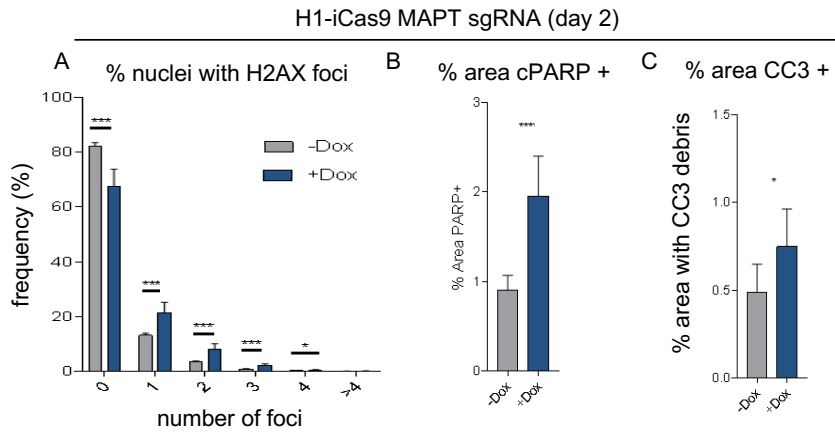 H1-iCas9 MAPT sgRNA (day 2)
A
% nuclei with H2AX foci
frequency (%)
100
80
60
40
20
0
***
***
***
***
*
-Dox
+Dox
0
1
2
3
4
>4
number of foci
B
% area cPARP +
% Area PARP+
3
2
1
0
***
-Dox
+Dox
C
% area CC3 +
% area with CC3 debris
1.5
1.0
0.5
0.0
*
-Dox
+Dox